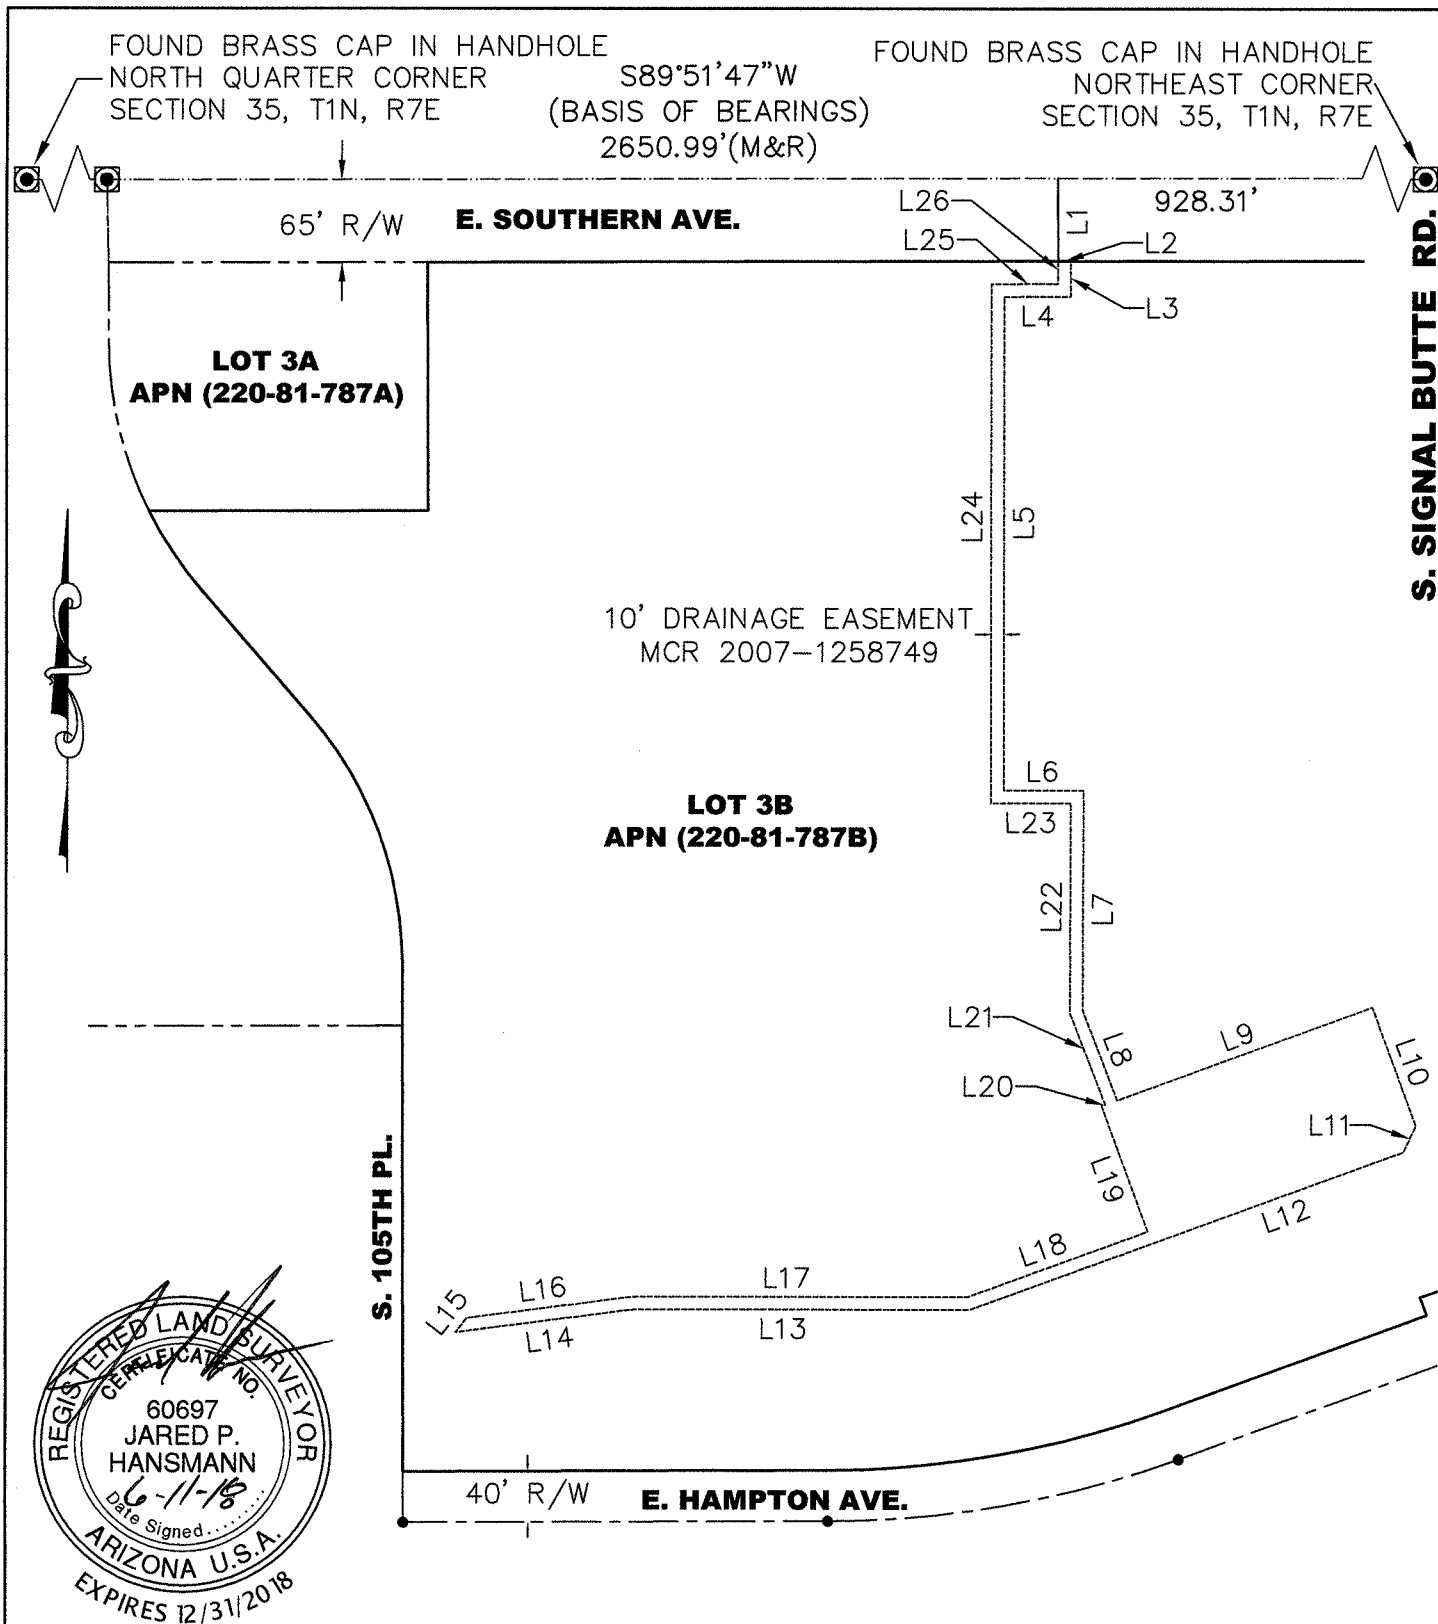 FOUND BRASS CAP IN HANDHOLE
NORTH QUARTER CORNER
SECTION 35, T1N, R7E
S89°51'47"W
(BASIS OF BEARINGS)
2650.99'(M&R)
FOUND BRASS CAP IN HANDHOLE
NORTHEAST CORNER
SECTION 35, T1N, R7E
65' R/W
E. SOUTHERN AVE.
L26
L25
L1
928.31'
L2
L3
L4
S. SIGNAL BUTTE RD.
LOT 3A
APN (220-81-787A)
L24
L5
10' DRAINAGE EASEMENT
MCR 2007-1258749
L6
L23
LOT 3B
APN (220-81-787B)
L22
L7
L21
L8
L9
L10
L20
L11
L19
L12
L18
L17
L16
L15
L14
L13
S. 105TH PL.
REGISTERED LAND SURVEYOR
CERTIFICATE NO.
60697
JARED P.
HANSMANN
6-11-18
Date Signed.........
ARIZONA U.S.A.
EXPIRES 12/31/2018
40' R/W
E. HAMPTON AVE.